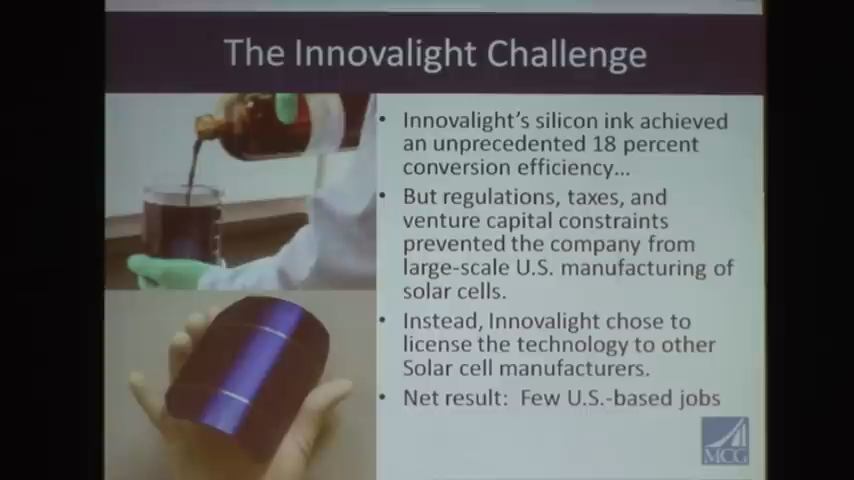 The Innovalight Challenge
• Innovalight's silicon ink achieved
an unprecedented 18 percent
conversion efficiency...
• But regulations, taxes, and
venture capital constraints
prevented the company from
large-scale U.S. manufacturing of
solar cells.
• Instead, Innovalight chose to
license the technology to other
Solar cell manufacturers.
• Net result: Few U.S.-based jobs
MCG